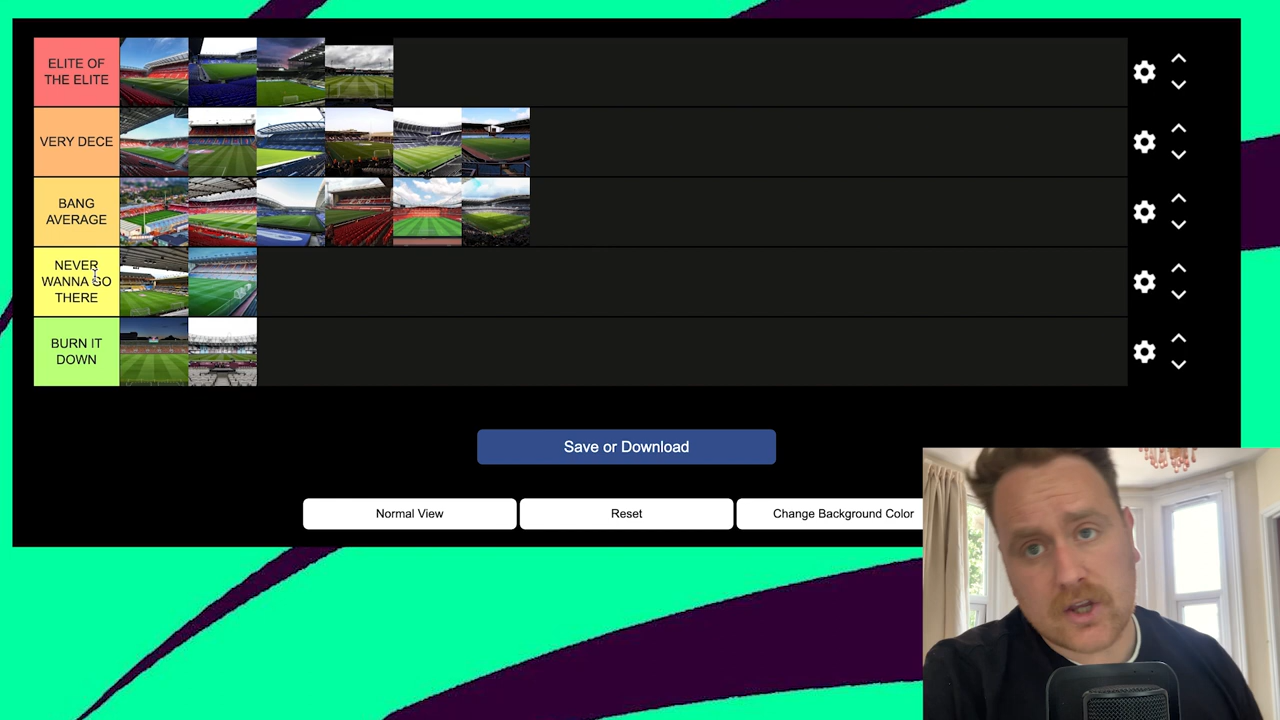 ELITE OF
THE ELITE
VERY DECE
BANG
AVERAGE
NEVER
WANNA GO
THERE
BURN IT
DOWN
Save or Download
Normal View
Reset
Change Background Color